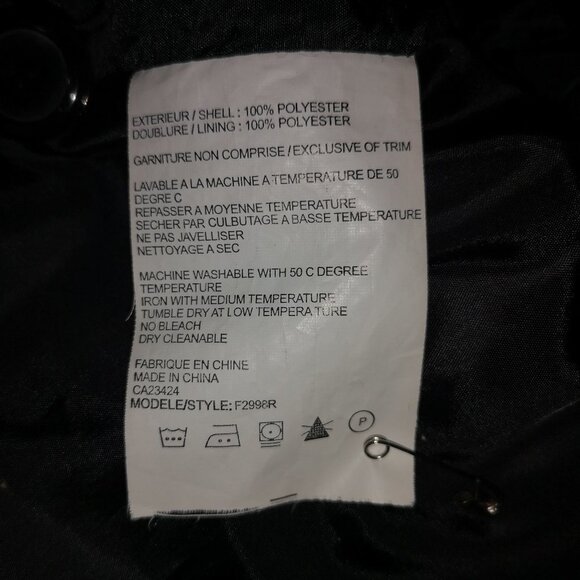 EXTERIEUR / SHELL : 100% POLYESTER
DOUBLURE / LINING : 100% POLYESTER
GARNITURE NON COMPRISE / EXCLUSIVE OF TRIM
LAVABLE A LA MACHINE A TEMPERATURE DE 50
DEGRE C
REPASSER A MOYENNE TEMPERATURE
SECHER PAR CULBUTAGE A BASSE TEMPERATURE
NE PAS JAVELLISER
NETTOYAGE A SEC
MACHINE WASHABLE WITH 50 C DEGREE
TEMPERATURE
IRON WITH MEDIUM TEMPERATURE
TUMBLE DRY AT LOW TEMPERATURE
NO BLEACH
DRY CLEANABLE
FABRIQUE EN CHINE
MADE IN CHINA
CA23424
MODELE/STYLE: F2998R
P